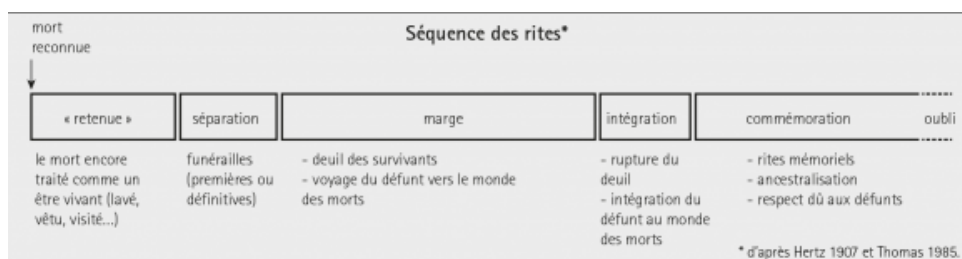 mort
reconnue
Séquence des rites*
« retenue »
séparation
marge
intégration
commémoration
oubli
le mort encore
traité comme un
être vivant (lavé,
vêtu, visité...)
funérailles
(premières ou
définitives)
- deuil des survivants
- voyage du défunt vers le monde
des morts
- rupture du
deuil
- intégration du
défunt au monde
des morts
- rites mémoriels
- ancestralisation
- respect dû aux défunts
* d'après Hertz 1907 et Thomas 1985.